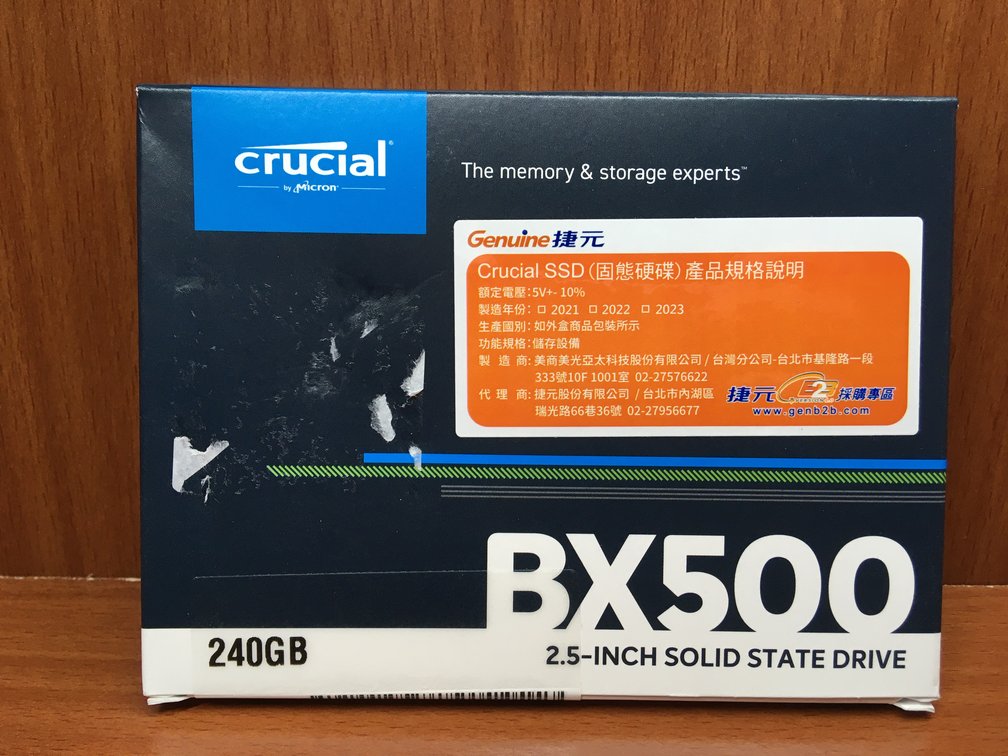 crucial
by Micron
The memory & storage experts™
Genuine捷元
Crucial SSD(固態硬碟)產品規格說明
額定電壓:5V+- 10%
製造年份: □ 2021 □ 2022 □ 2023
生產國別: 如外盒商品包裝所示
功能規格: 儲存設備
製 造 商: 美商美光亞太科技股份有限公司 / 台灣分公司-台北市基隆路一段
333號10F 1001室 02-27576622
代 理 商: 捷元股份有限公司 / 台北市內湖區
瑞光路66巷36號 02-27956677
捷元 B2B 採購專區
www.genb2b.com
BX500
240GB
2.5-INCH SOLID STATE DRIVE